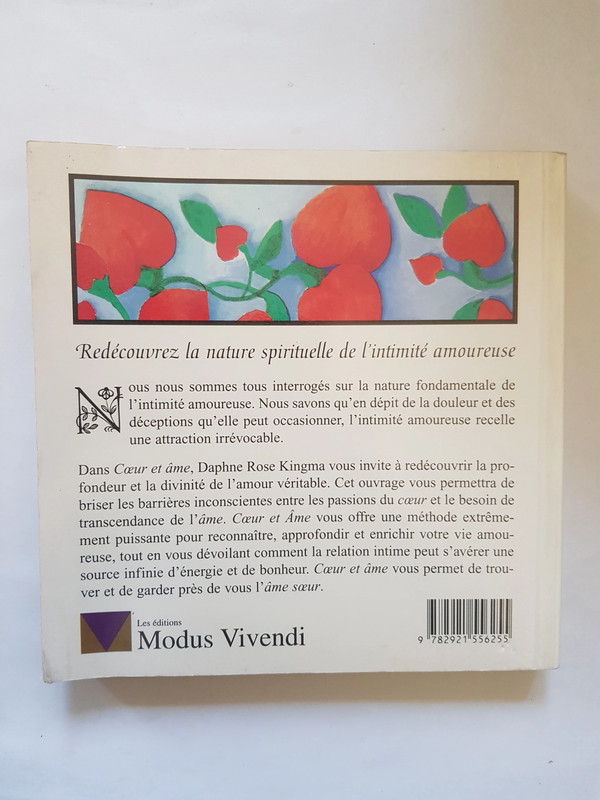 Redécouvrez la nature spirituelle de l'intimité amoureuse
Nous nous sommes tous interrogés sur la nature fondamentale de
l'intimité amoureuse. Nous savons qu'en dépit de la douleur et des
déceptions qu'elle peut occasionner, l'intimité amoureuse recelle
une attraction irrévocable.
Dans Cœur et âme, Daphne Rose Kingma vous invite à redécouvrir la pro-
fondeur et la divinité de l'amour véritable. Cet ouvrage vous permettra de
briser les barrières inconscientes entre les passions du cœur et le besoin de
transcendance de l'âme. Cœur et Âme vous offre une méthode extrême-
ment puissante pour reconnaître, approfondir et enrichir votre vie amou-
reuse, tout en vous dévoilant comment la relation intime peut s'avérer une
source infinie d'énergie et de bonheur. Cœur et âme vous permet de trou-
ver et de garder près de vous l'âme sœur.
Les éditions
Modus Vivendi
9 782921 556255